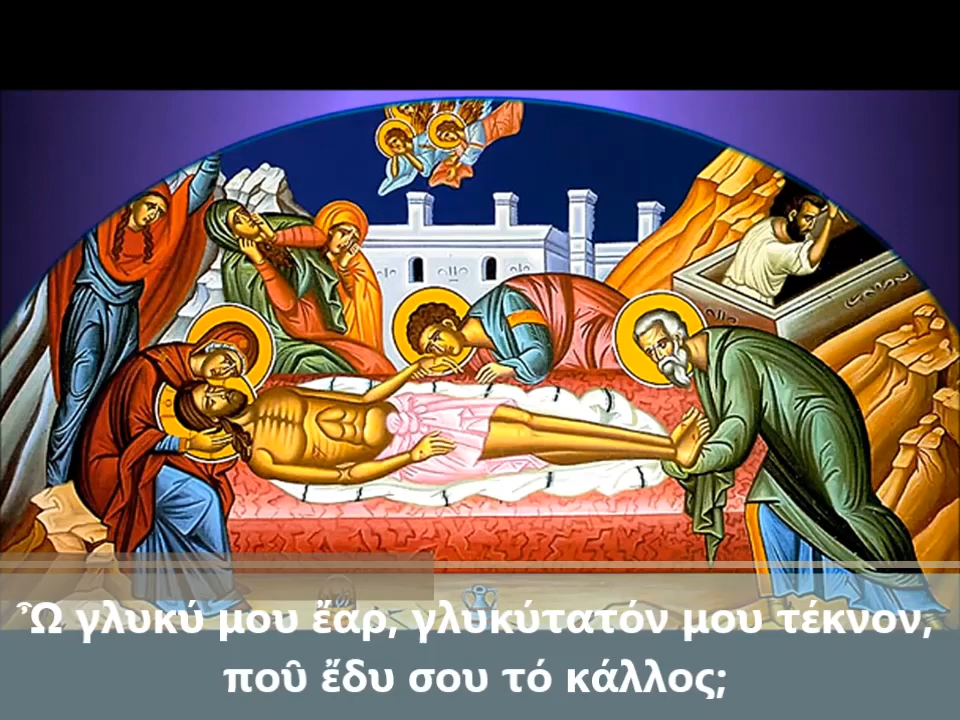 Ὦ γλυκύ μου ἔαρ, γλυκύτατόν μου τέκνον,
ποῦ ἔδυ σου τό κάλλος;